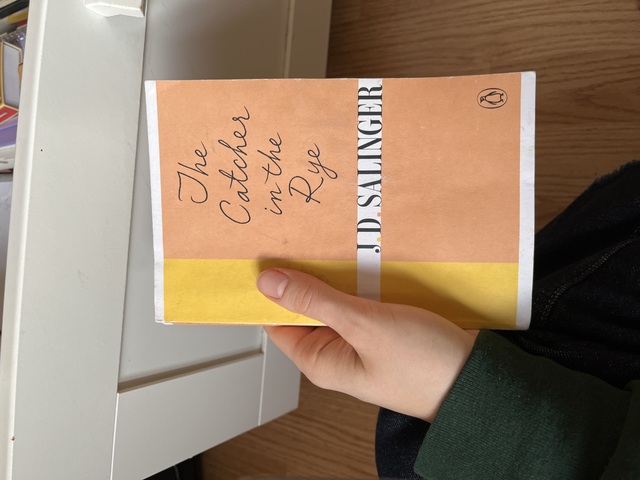 The
Catcher
in the
Rye
J.D. SALINGER